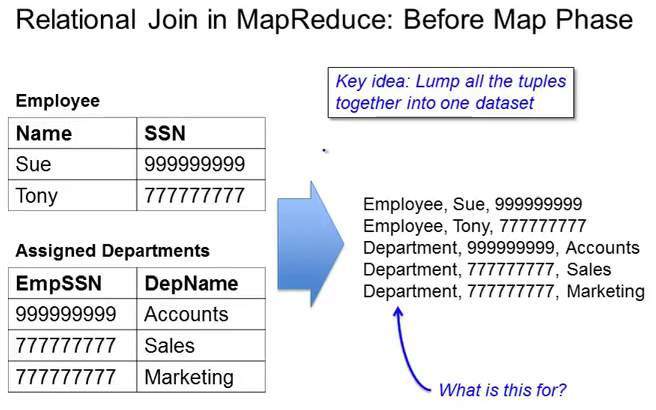 Relational Join in MapReduce: Before Map Phase
Key idea: Lump all the tuples
together into one dataset
Employee
Name SSN
Sue 999999999
Tony 777777777
Assigned Departments
EmpSSN DepName
999999999 Accounts
777777777 Sales
777777777 Marketing
Employee, Sue, 999999999
Employee, Tony, 777777777
Department, 999999999, Accounts
Department, 777777777, Sales
Department, 777777777, Marketing
What is this for?